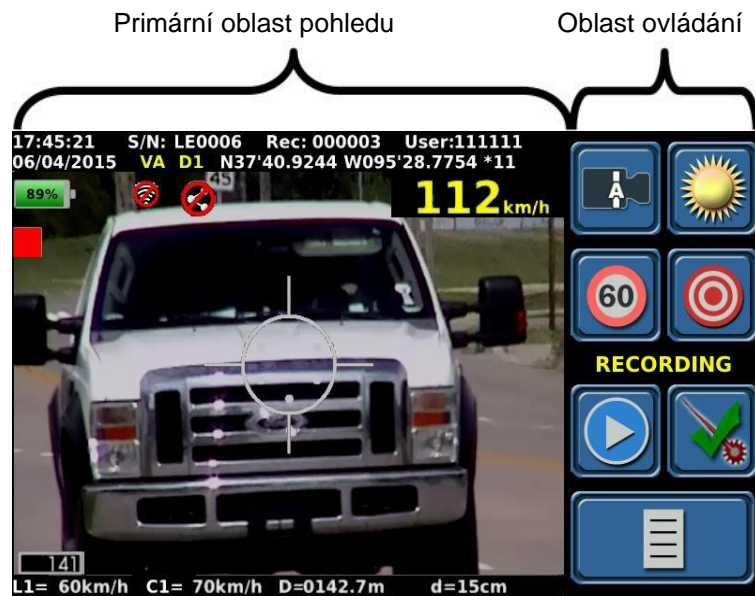 Primární oblast pohledu
Oblast ovládání
17:45:21 S/N: LE0006 Rec: 000003 User:111111
06/04/2015 VA D1 N37'40.9244 W095'28.7754 *11
89%
45
112km/h
A
60
RECORDING
141
L1= 60km/h C1= 70km/h D=0142.7m d=15cm